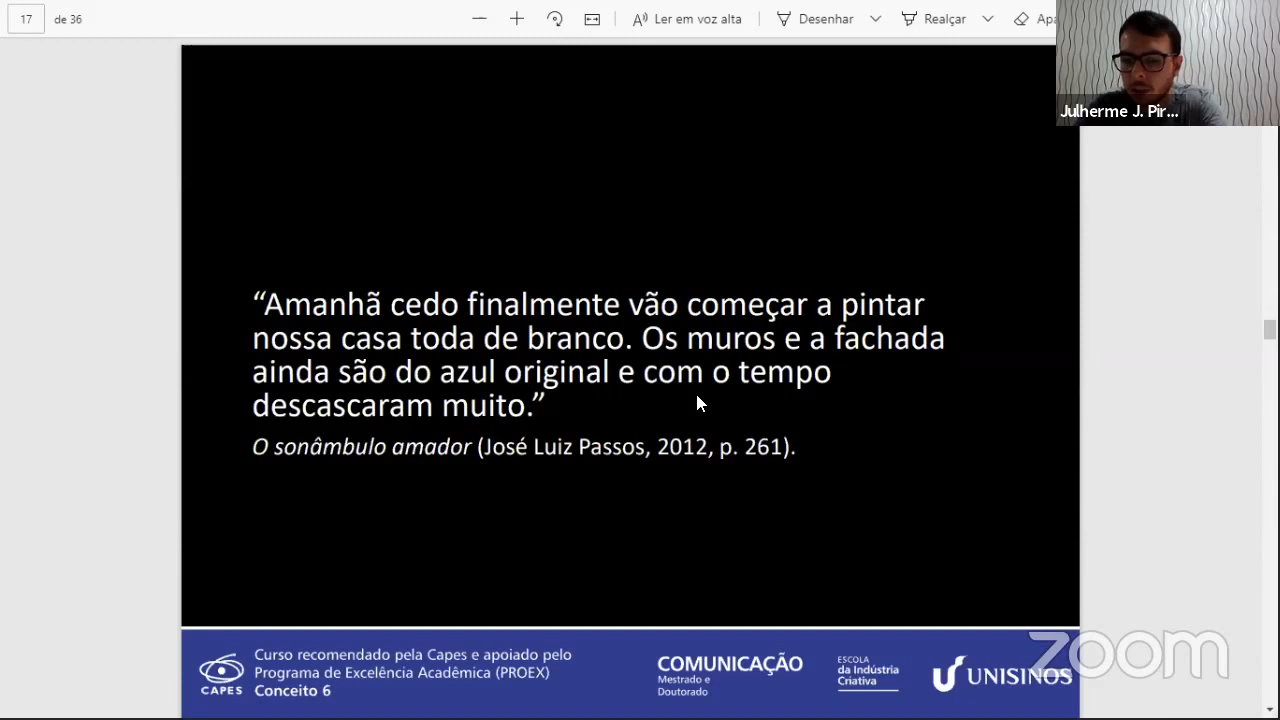 17 de 36 Ler em voz alta Desenhar Realçar Apa
Julherme J. Pir...
“Amanhã cedo finalmente vão começar a pintar
nossa casa toda de branco. Os muros e a fachada
ainda são do azul original e com o tempo
descascaram muito.”
O sonâmbulo amador (José Luiz Passos, 2012, p. 261).
CAPES
Curso recomendado pela Capes e apoiado pelo
Programa de Excelência Acadêmica (PROEX)
Conceito 6
COMUNICAÇÃO
Mestrado e
Doutorado
ESCOLA
da Indústria
Criativa
UNISINOS
zoom